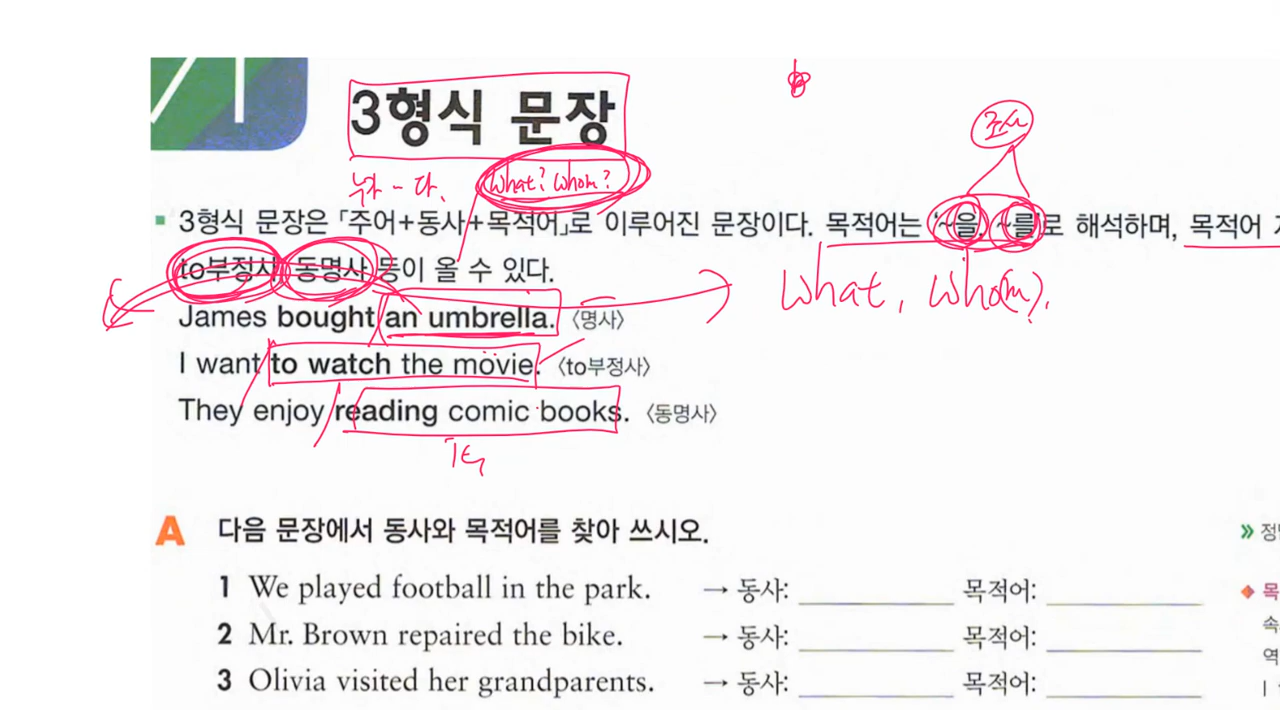 3형식 문장
조사
누가 ~ 다. What? Whom?
3형식 문장은 「주어+동사+목적어」로 이루어진 문장이다. 목적어는 '~을, ~를'로 해석하며, 목적어
to부정사, 동명사 등이 올 수 있다.
What, Who(m).
James bought an umbrella. 〈명사〉
I want to watch the movie. 〈to부정사〉
They enjoy reading comic books. 〈동명사〉
A 다음 문장에서 동사와 목적어를 찾아 쓰시오.
1 We played football in the park. → 동사: 목적어:
2 Mr. Brown repaired the bike. → 동사: 목적어:
3 Olivia visited her grandparents. → 동사: 목적어: